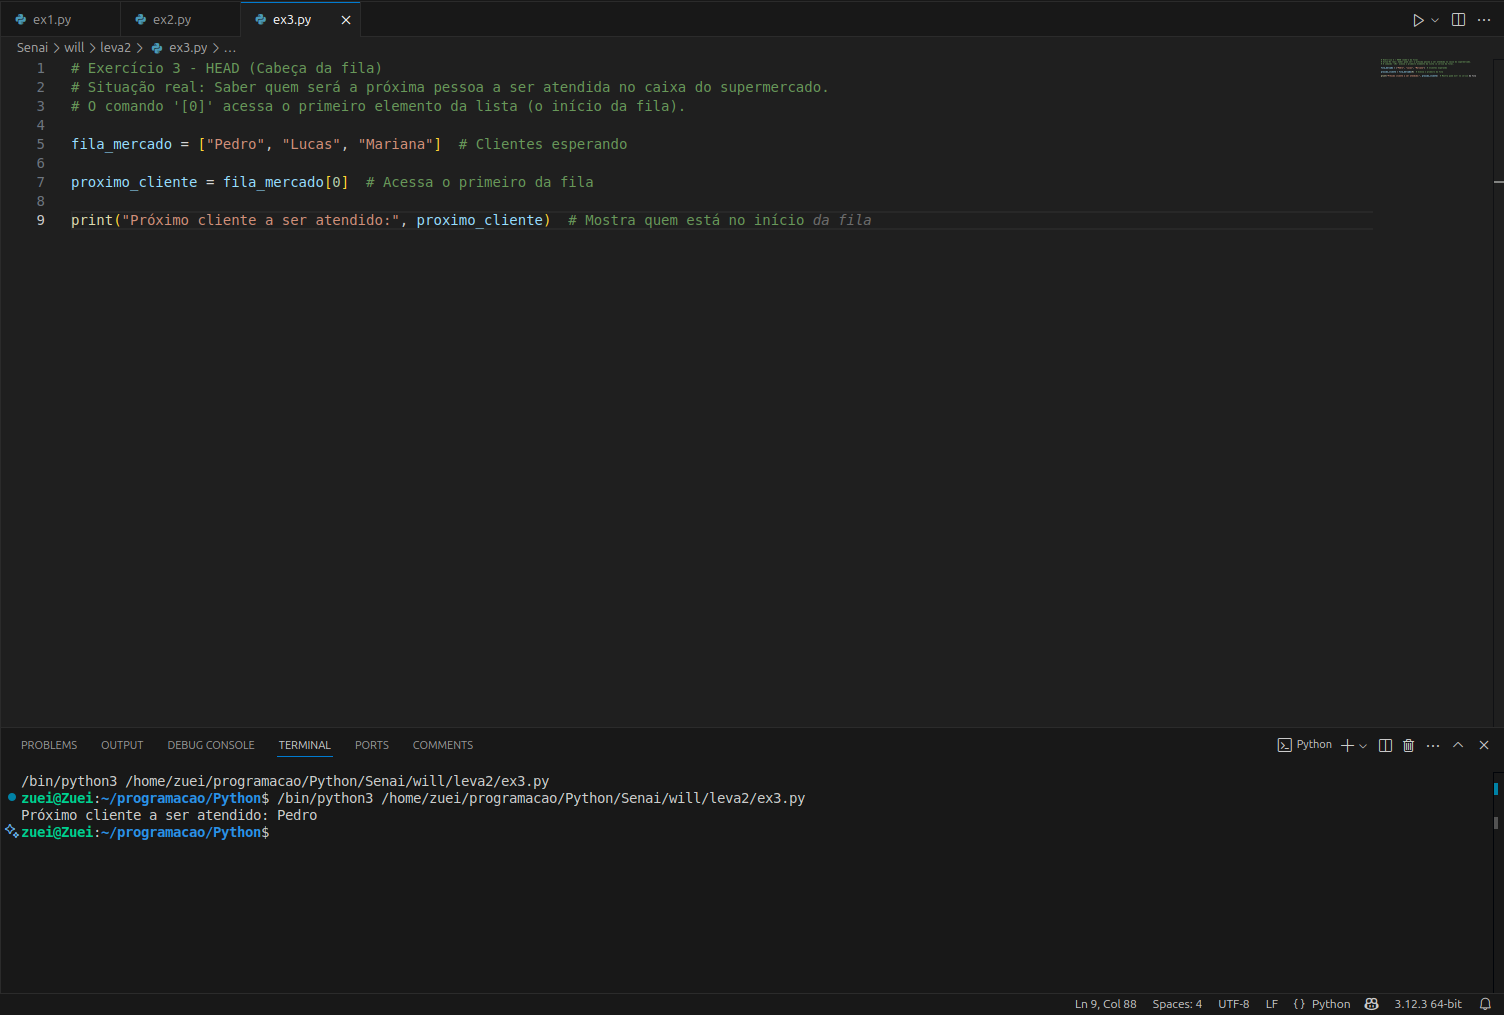 ex1.py ex2.py ex3.py
Senai > will > leva2 > ex3.py > ...
1 # Exercício 3 - HEAD (Cabeça da fila)
2 # Situação real: Saber quem será a próxima pessoa a ser atendida no caixa do supermercado.
3 # O comando '[0]' acessa o primeiro elemento da lista (o início da fila).
4
5 fila_mercado = ["Pedro", "Lucas", "Mariana"]  # Clientes esperando
6
7 proximo_cliente = fila_mercado[0]  # Acessa o primeiro da fila
8
9 print("Próximo cliente a ser atendido:", proximo_cliente)  # Mostra quem está no início da fila
PROBLEMS OUTPUT DEBUG CONSOLE TERMINAL PORTS COMMENTS Python
/bin/python3 /home/zuei/programacao/Python/Senai/will/leva2/ex3.py
zuei@Zuei:~/programacao/Python$ /bin/python3 /home/zuei/programacao/Python/Senai/will/leva2/ex3.py
Próximo cliente a ser atendido: Pedro
zuei@Zuei:~/programacao/Python$
Ln 9, Col 88 Spaces: 4 UTF-8 LF {} Python 3.12.3 64-bit